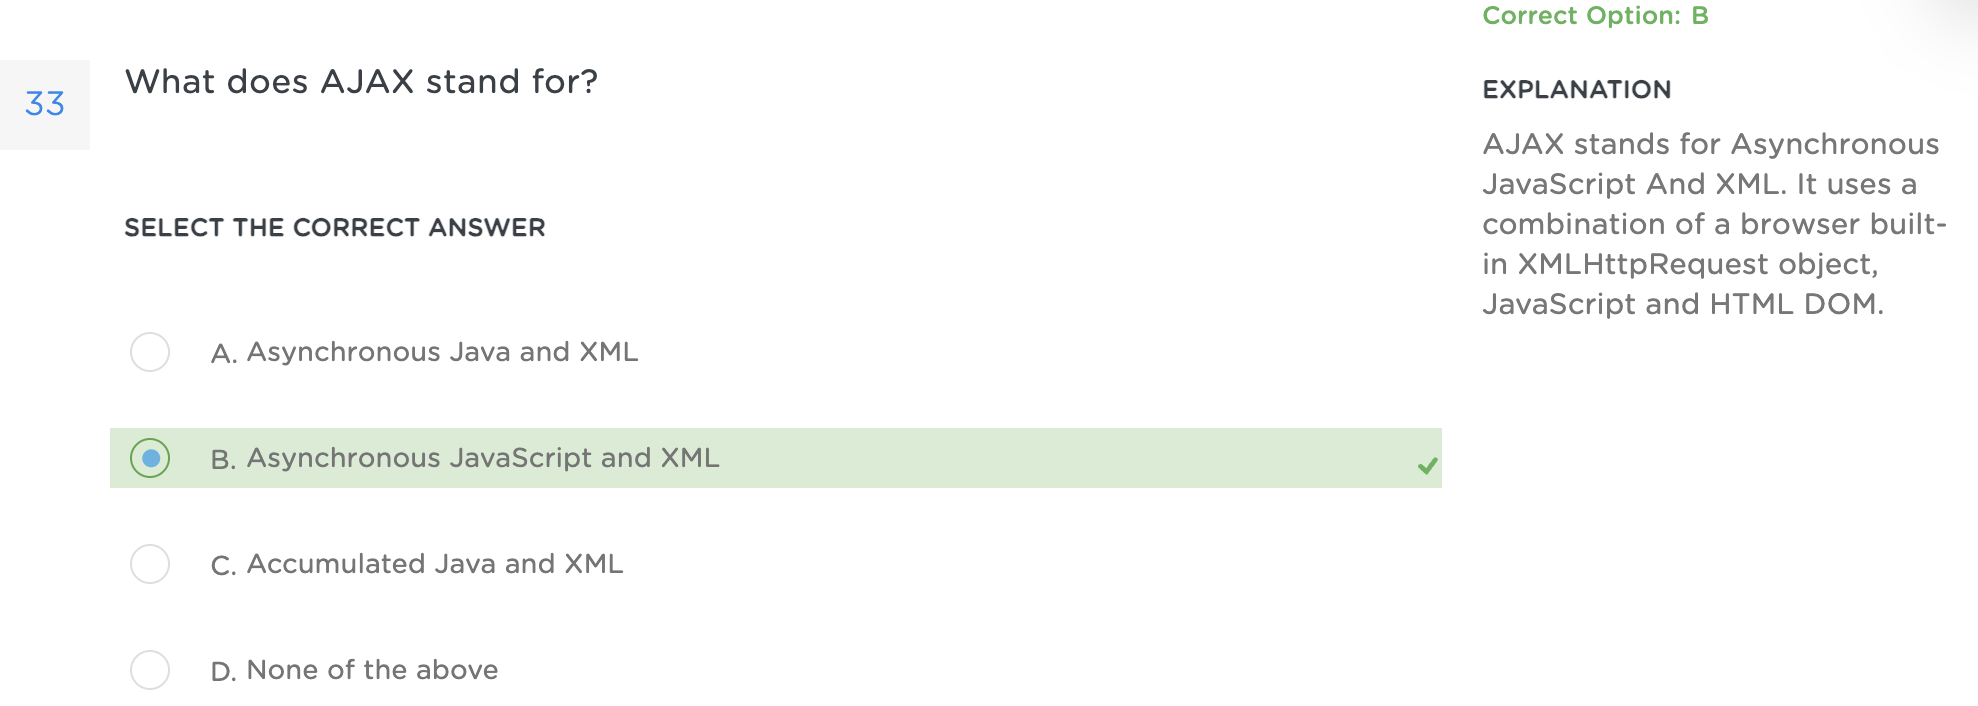 33
What does AJAX stand for?
SELECT THE CORRECT ANSWER
A. Asynchronous Java and XML
B. Asynchronous JavaScript and XML
C. Accumulated Java and XML
D. None of the above
Correct Option: B
EXPLANATION
AJAX stands for Asynchronous
JavaScript And XML. It uses a
combination of a browser built-
in XMLHttpRequest object,
JavaScript and HTML DOM.